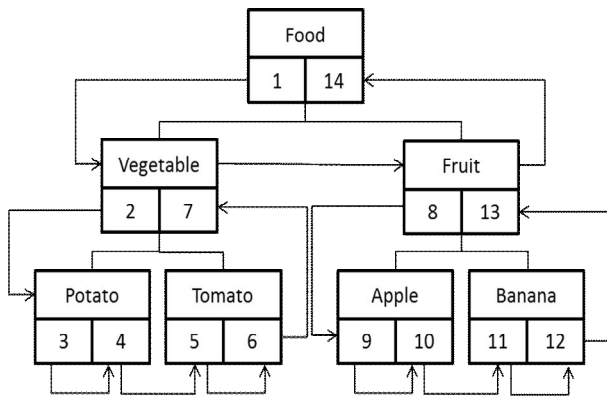 Food
1 14
Vegetable Fruit
2 7 8 13
Potato Tomato Apple Banana
3 4 5 6 9 10 11 12